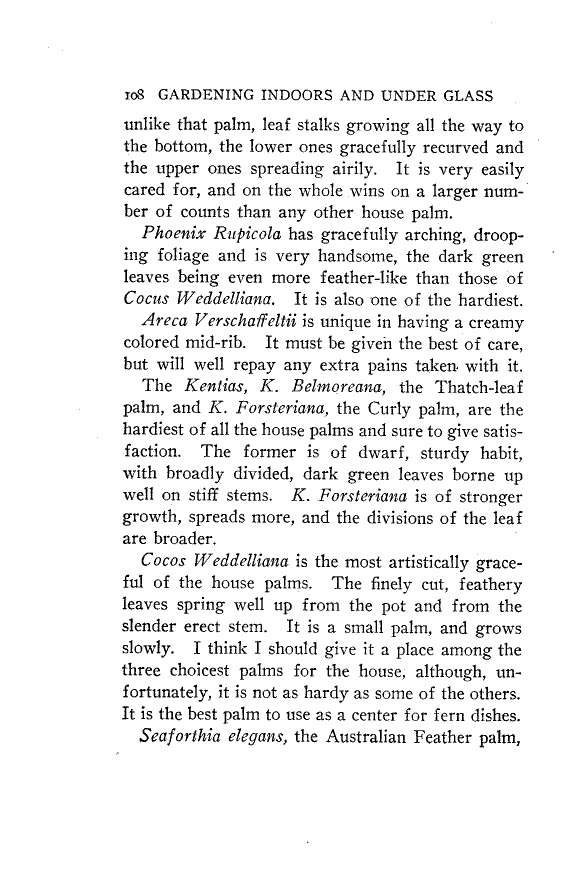 108 GARDENING INDOORS AND UNDER GLASS
unlike that palm, leaf stalks growing all the way to
the bottom, the lower ones gracefully recurved and
the upper ones spreading airily. It is very easily
cared for, and on the whole wins on a larger num-
ber of counts than any other house palm.
Phoenix Rupicola has gracefully arching, droop-
ing foliage and is very handsome, the dark green
leaves being even more feather-like than those of
Cocus Weddelliana. It is also one of the hardiest.
Areca Verschaffeltii is unique in having a creamy
colored mid-rib. It must be given the best of care,
but will well repay any extra pains taken with it.
The Kentias, K. Belmoreana, the Thatch-leaf
palm, and K. Forsteriana, the Curly palm, are the
hardiest of all the house palms and sure to give satis-
faction. The former is of dwarf, sturdy habit,
with broadly divided, dark green leaves borne up
well on stiff stems. K. Forsteriana is of stronger
growth, spreads more, and the divisions of the leaf
are broader.
Cocos Weddelliana is the most artistically grace-
ful of the house palms. The finely cut, feathery
leaves spring well up from the pot and from the
slender erect stem. It is a small palm, and grows
slowly. I think I should give it a place among the
three choicest palms for the house, although, un-
fortunately, it is not as hardy as some of the others.
It is the best palm to use as a center for fern dishes.
Seaforthia elegans, the Australian Feather palm,